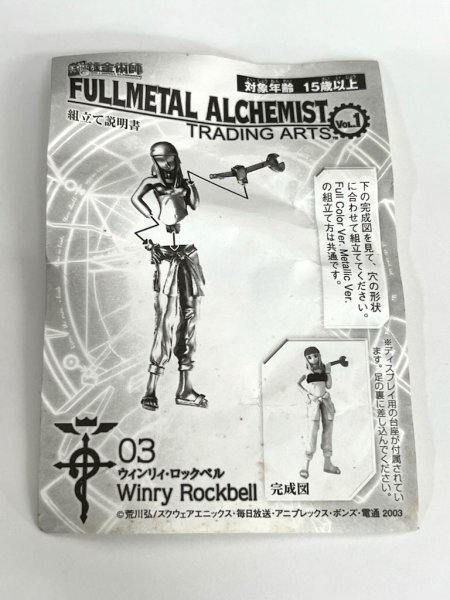 鋼の錬金術師
対象年齢 15歳以上
FULLMETAL ALCHEMIST
TRADING ARTS™
VOL.1
組立て説明書
下の完成図を見て、穴の形状
に合わせて組立ててください。
Full Color Ver. Metallic Ver.
の組立て方は共通です。
※ディスプレイ用の台座が付属されてい
ます。足の裏に差し込んでください。
03
ウィンリィ・ロックベル
Winry Rockbell
完成図
©荒川弘/スクウェアエニックス・毎日放送・アニプレックス・ボンズ・電通 2003